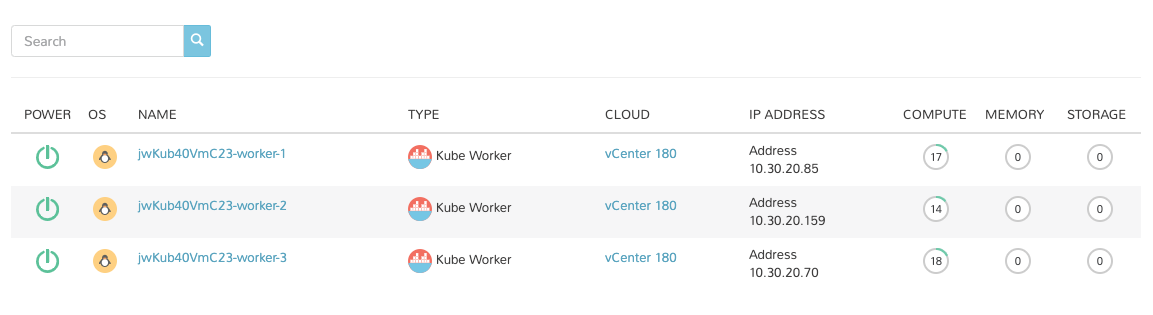 Search
POWER OS NAME TYPE CLOUD IP ADDRESS COMPUTE MEMORY STORAGE
jwKub40VmC23-worker-1 Kube Worker vCenter 180 Address 17 0 0
10.30.20.85
jwKub40VmC23-worker-2 Kube Worker vCenter 180 Address 14 0 0
10.30.20.159
jwKub40VmC23-worker-3 Kube Worker vCenter 180 Address 18 0 0
10.30.20.70